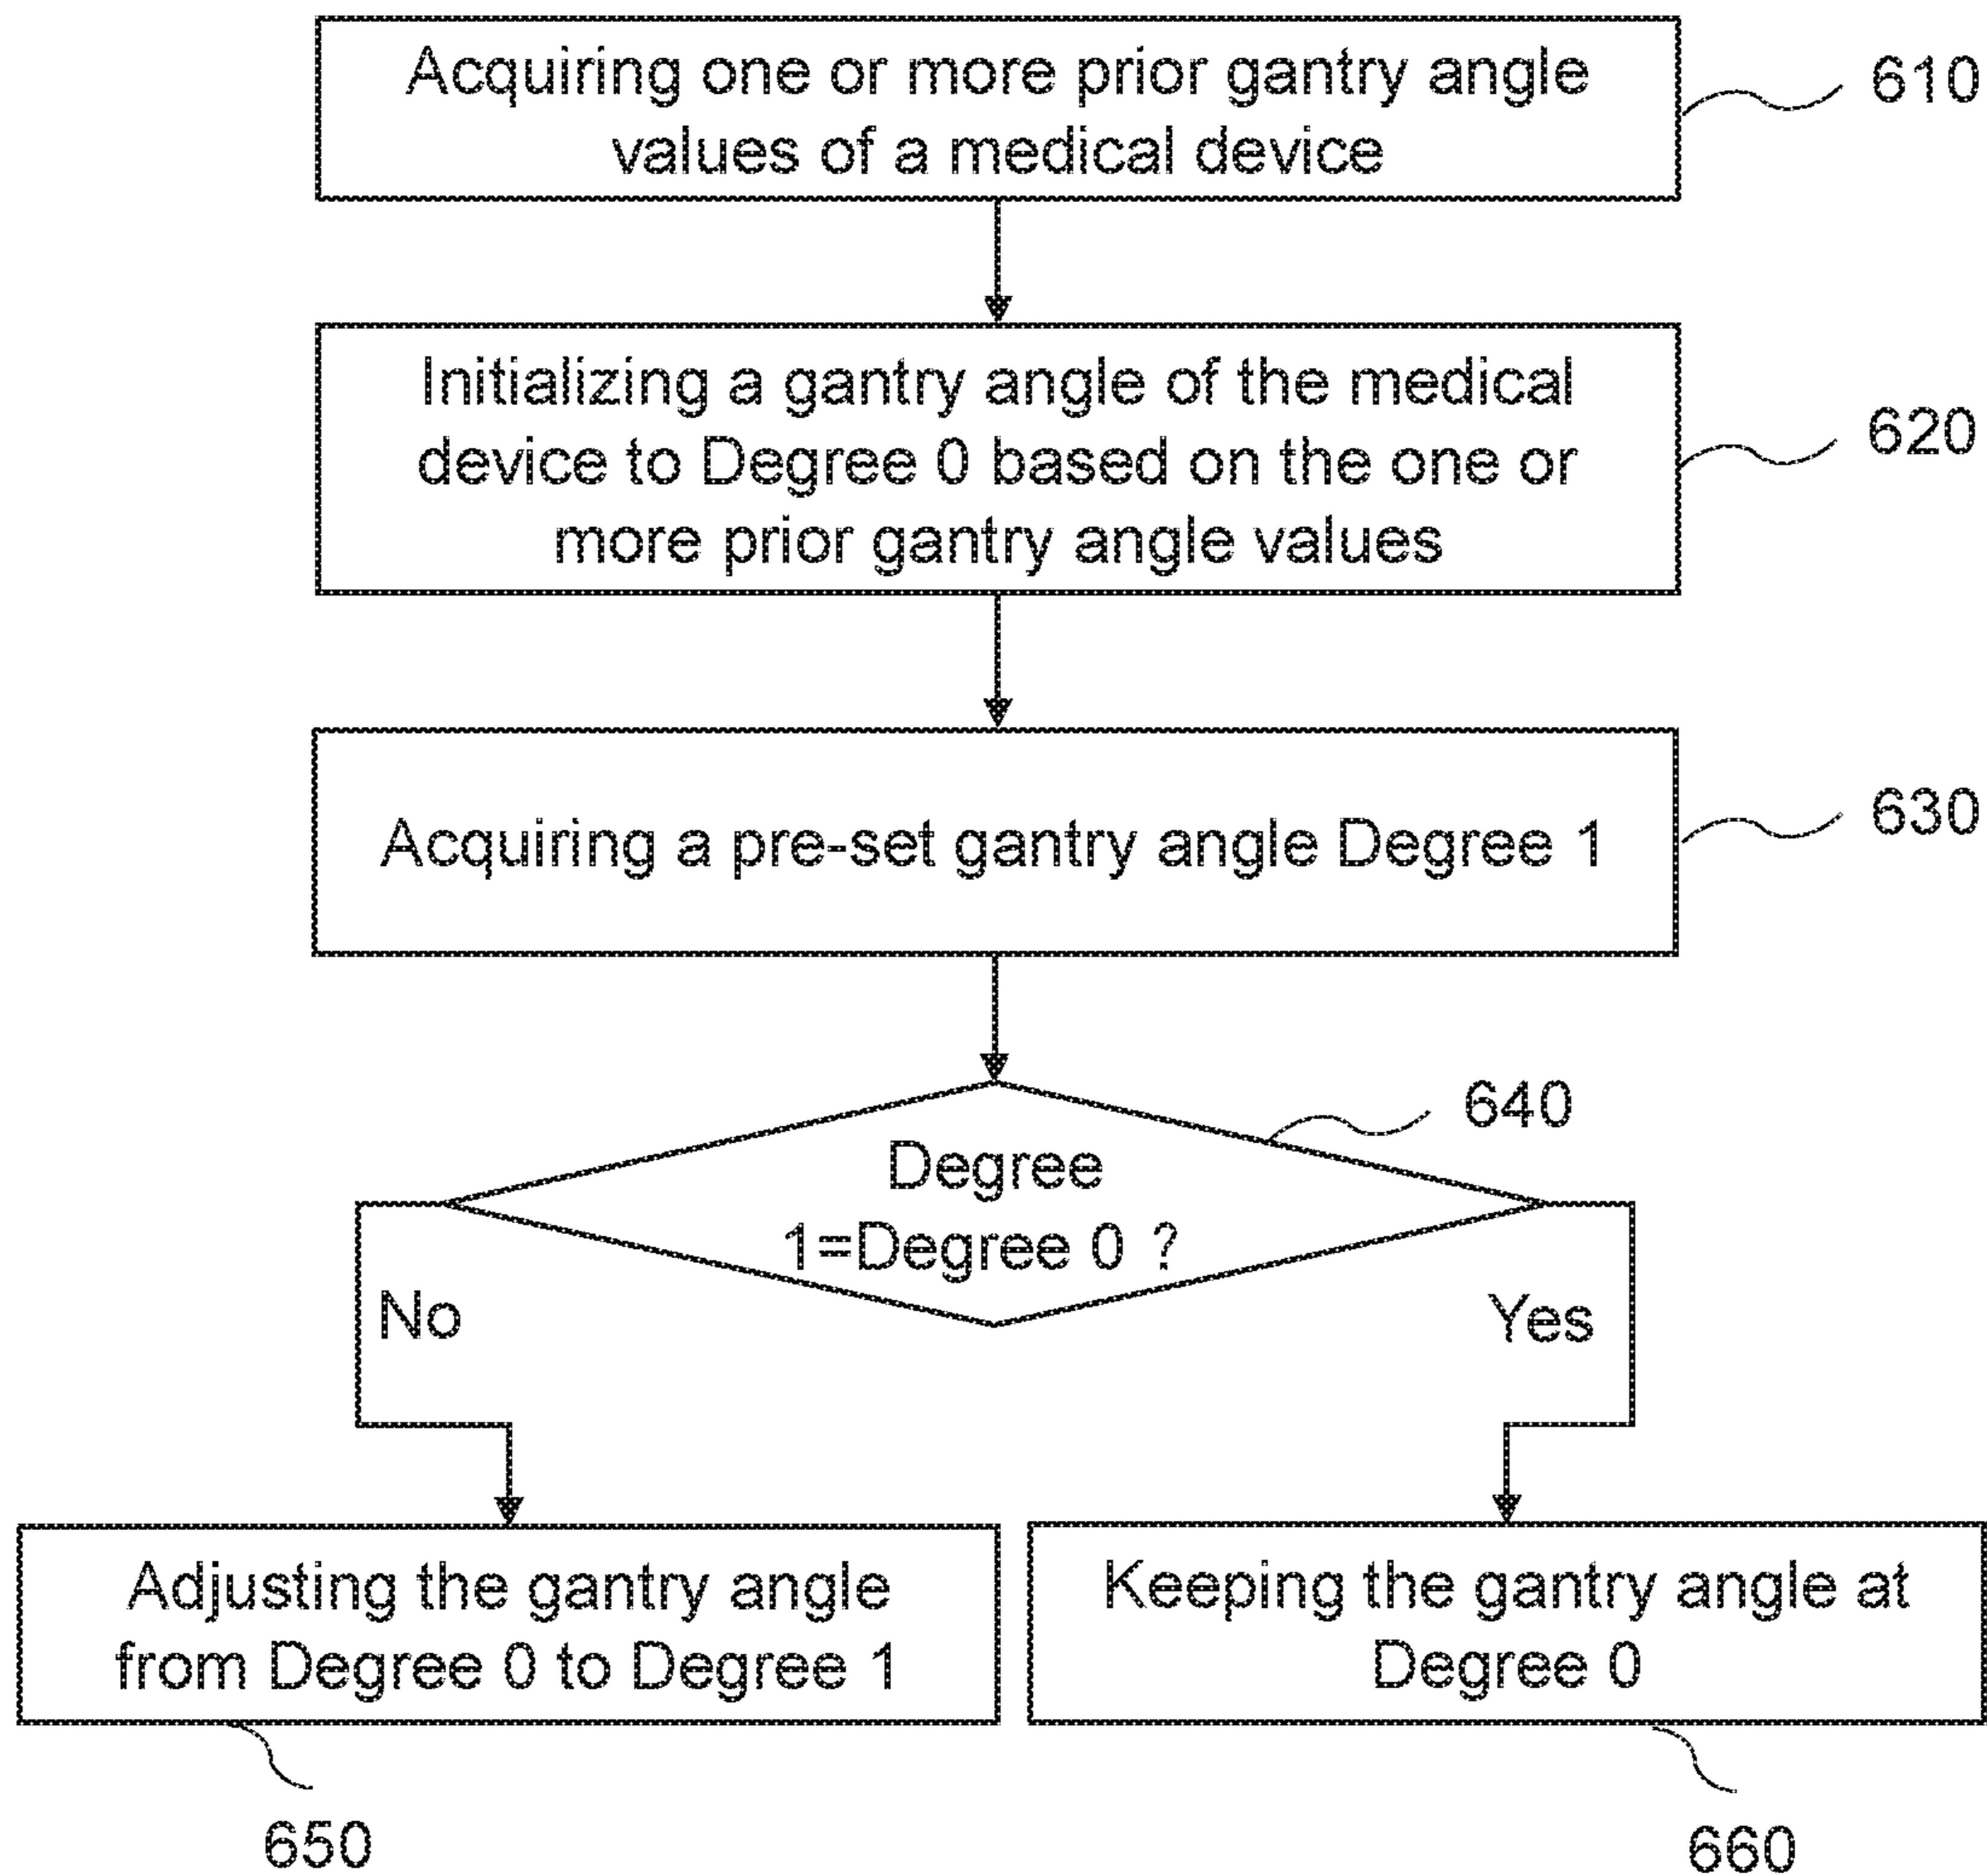 Acquiring one or more prior gantry angle
values of a medical device
610
Initializing a gantry angle of the medical
device to Degree 0 based on the one or
more prior gantry angle values
620
Acquiring a pre-set gantry angle Degree 1
630
640
Degree
1=Degree 0 ?
No
Yes
Adjusting the gantry angle
from Degree 0 to Degree 1
Keeping the gantry angle at
Degree 0
650
660